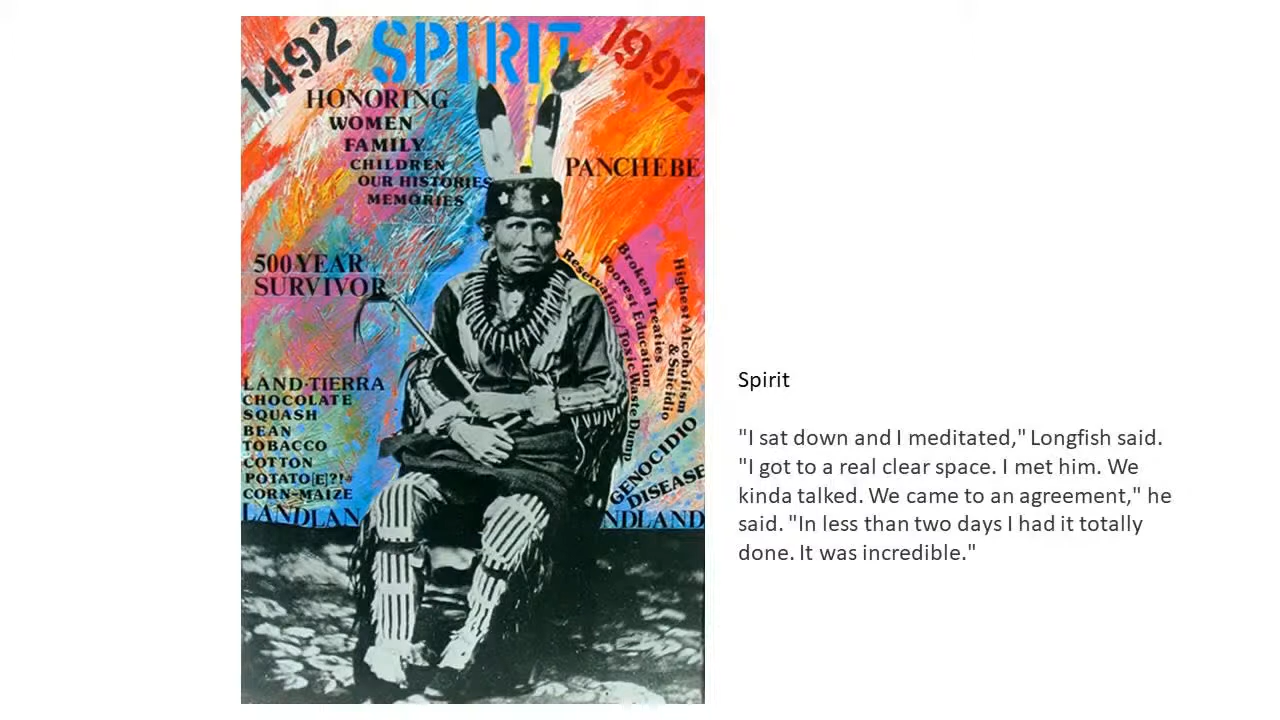 1492 SPIRIT 1992
HONORING
WOMEN
FAMILY
CHILDREN
OUR HISTORIES
MEMORIES
PANCHEBE
500 YEAR
SURVIVOR
Reservation/Toxic Waste Dump
Poorest Education
Broken Treaties
Highest Alcoholism
& Suicidio
GENOCIDIO
DISEASE
LAND·TIERRA
CHOCOLATE
SQUASH
BEAN
TOBACCO
COTTON
POTATO[E]?!*
CORN-MAIZE
LANDLAN NDLAND
Spirit
"I sat down and I meditated," Longfish said.
"I got to a real clear space. I met him. We
kinda talked. We came to an agreement," he
said. "In less than two days I had it totally
done. It was incredible."